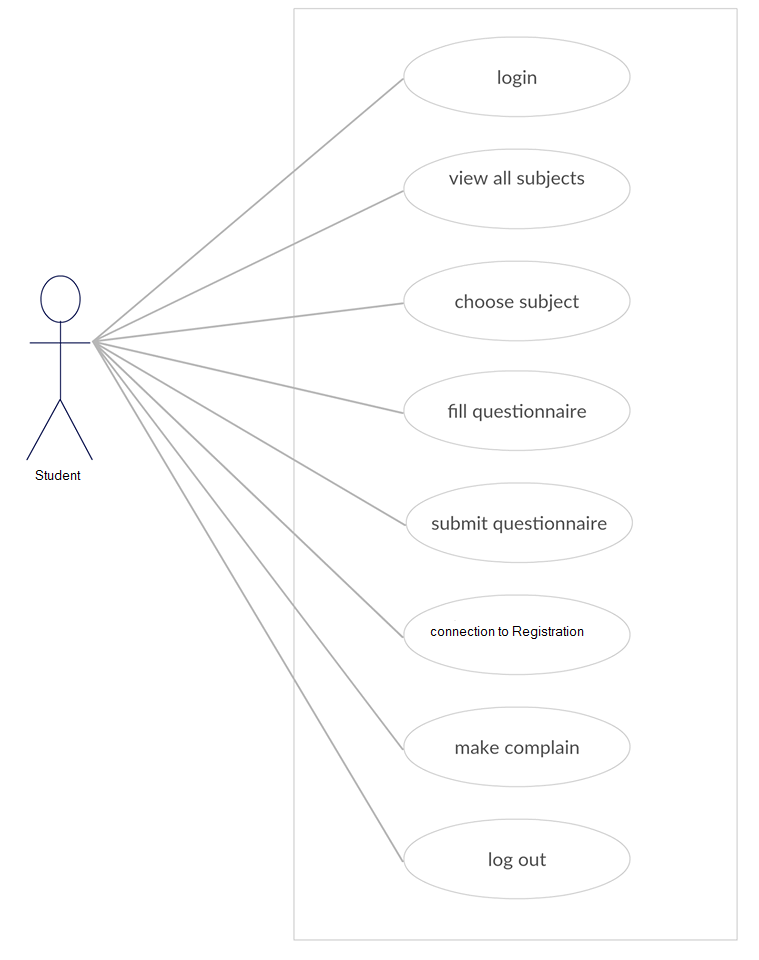 login
view all subjects
choose subject
fill questionnaire
Student
submit questionnaire
connection to Registration
make complain
log out